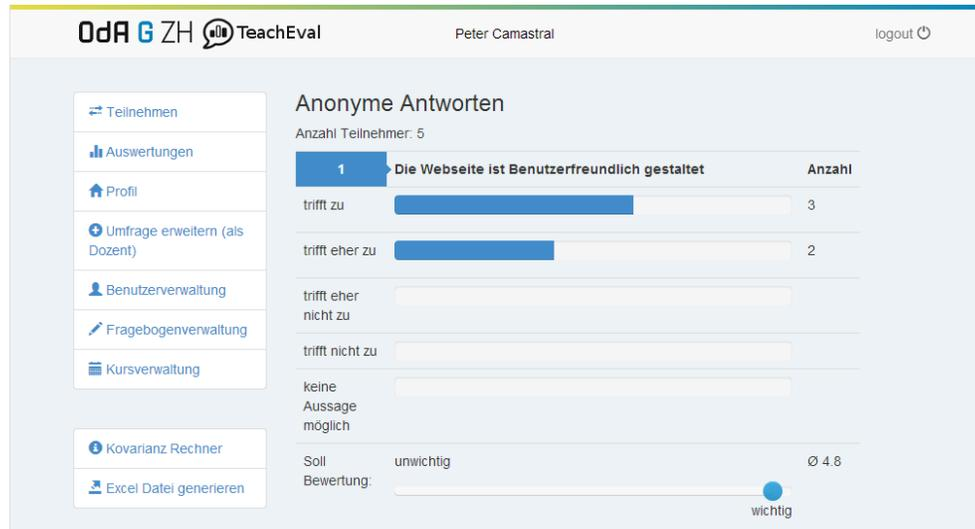 OdA G ZH TeachEval
Peter Camastral
logout
Teilnehmen
Auswertungen
Profil
Umfrage erweitern (als
Dozent)
Benutzerverwaltung
Fragebogenverwaltung
Kursverwaltung
Kovarianz Rechner
Excel Datei generieren
Anonyme Antworten
Anzahl Teilnehmer: 5
1 Die Webseite ist Benutzerfreundlich gestaltet Anzahl
trifft zu 3
trifft eher zu 2
trifft eher
nicht zu
trifft nicht zu
keine
Aussage
möglich
Soll unwichtig Ø 4.8
Bewertung:
wichtig